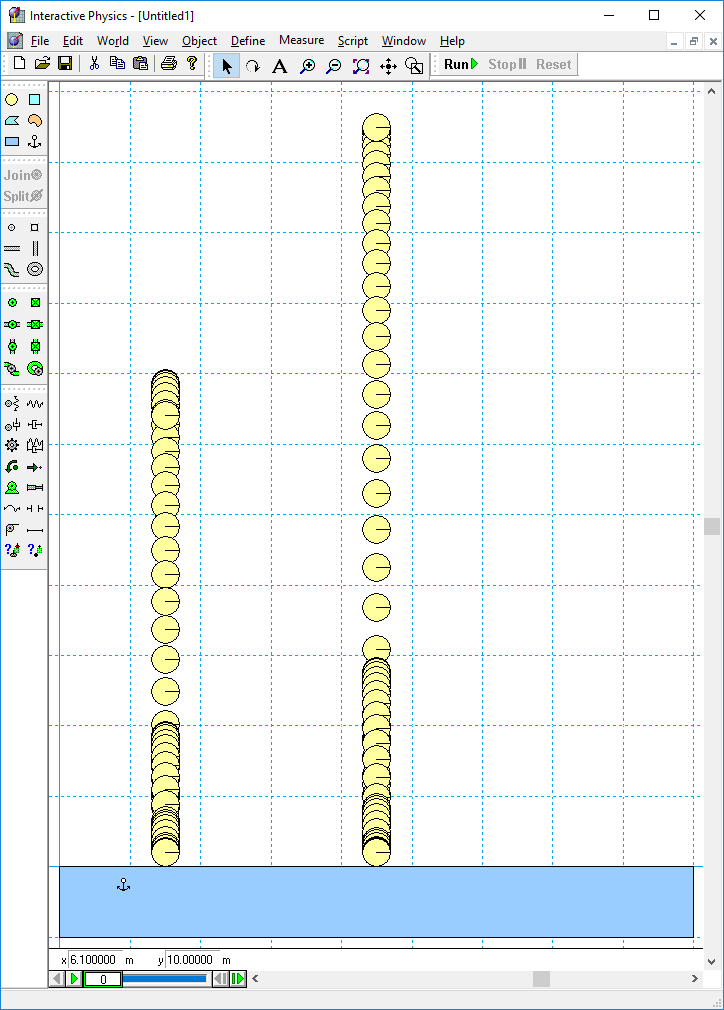 Interactive Physics - [Untitled1]
File Edit World View Object Define Measure Script Window Help
A Run Stop Reset
Join
Split
x 6.100000 m y 10.00000 m
0